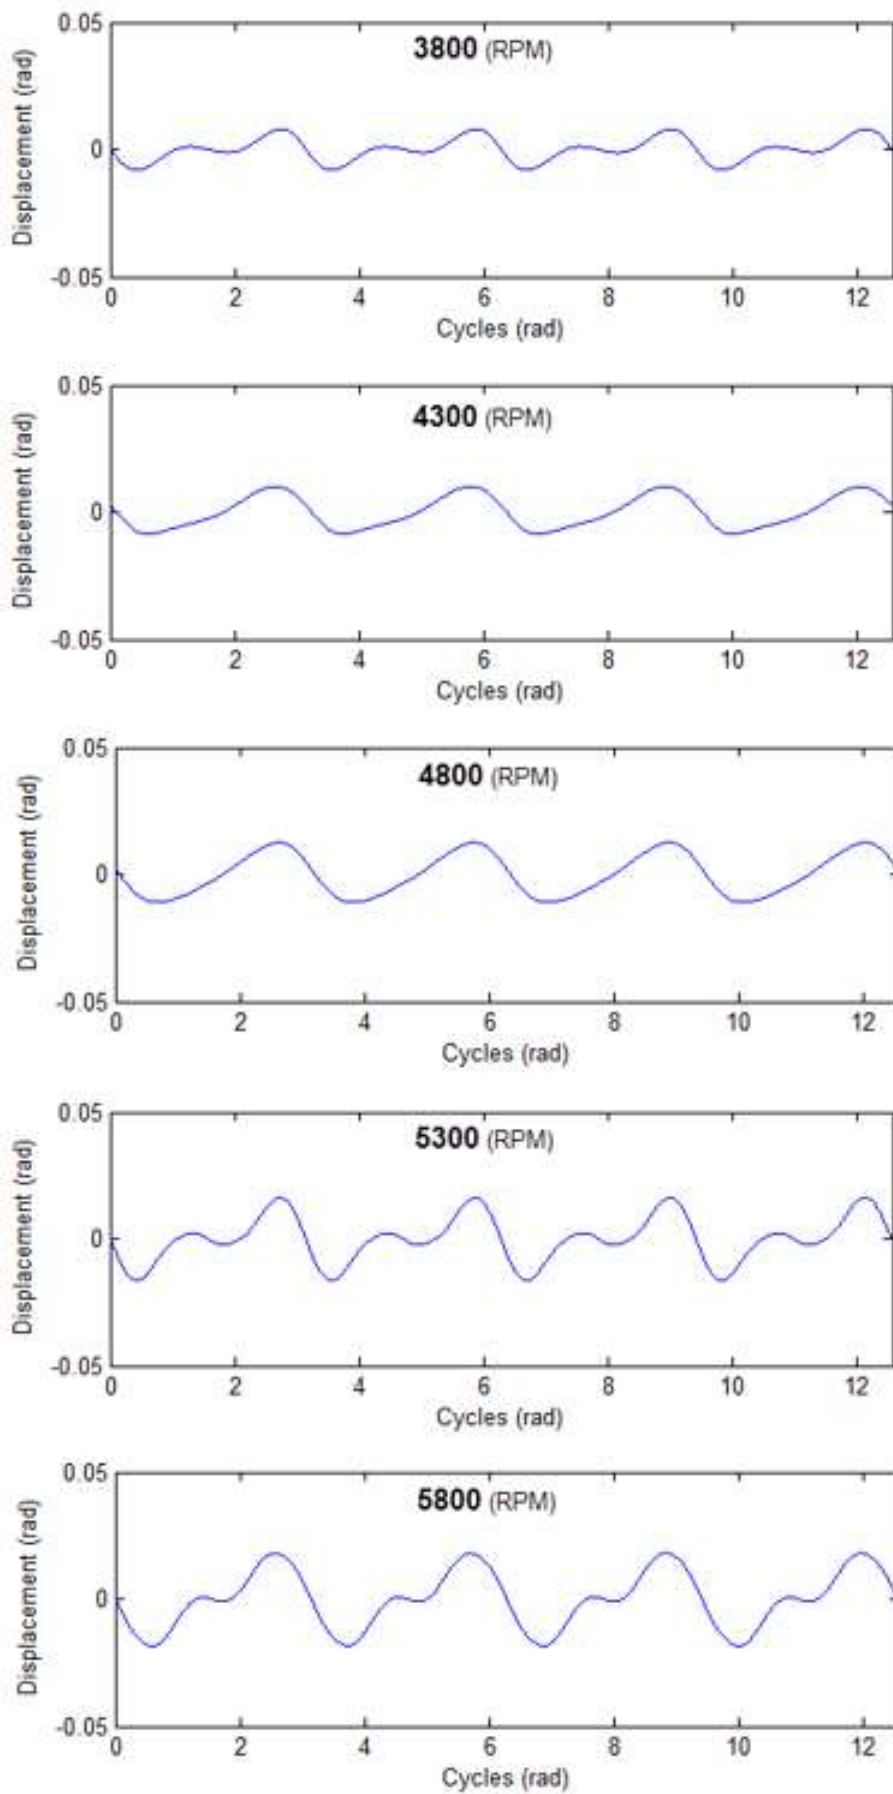 0.05
3800 (RPM)
Displacement (rad)
0
-0.05
0 2 4 6 8 10 12
Cycles (rad)
0.05
4300 (RPM)
Displacement (rad)
0
-0.05
0 2 4 6 8 10 12
Cycles (rad)
0.05
4800 (RPM)
Displacement (rad)
0
-0.05
0 2 4 6 8 10 12
Cycles (rad)
0.05
5300 (RPM)
Displacement (rad)
0
-0.05
0 2 4 6 8 10 12
Cycles (rad)
0.05
5800 (RPM)
Displacement (rad)
0
-0.05
0 2 4 6 8 10 12
Cycles (rad)